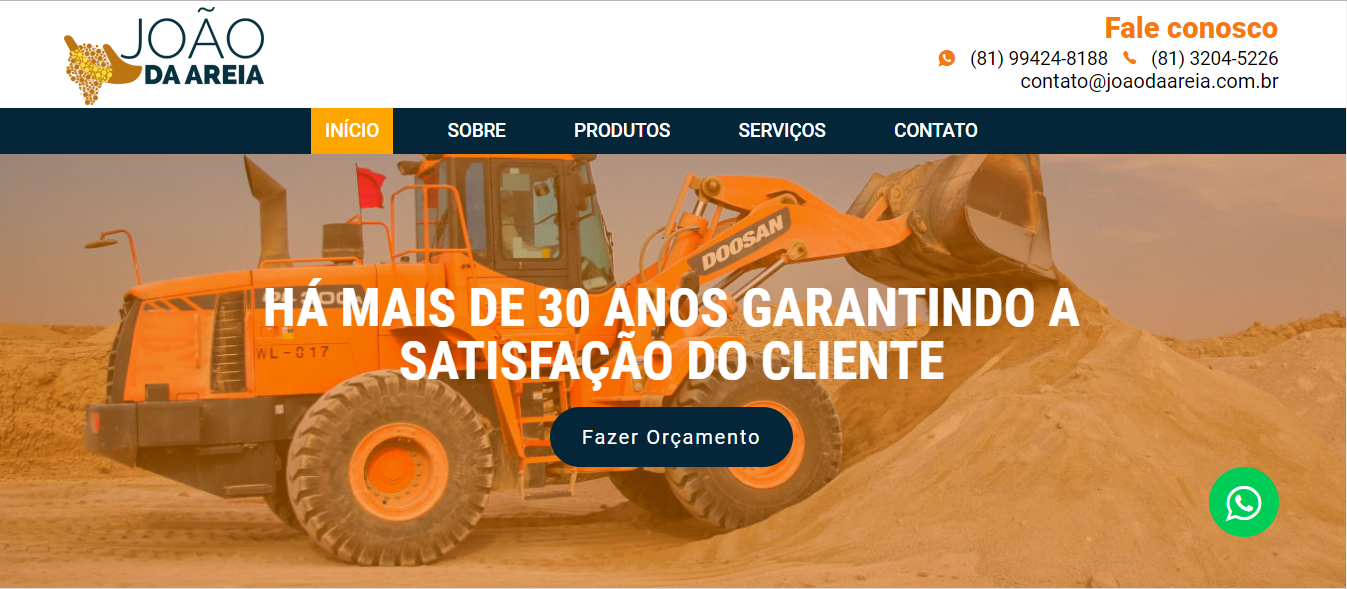 JOÃO
DA AREIA
Fale conosco
(81) 99424-8188 (81) 3204-5226
contato@joaodaareia.com.br
INÍCIO SOBRE PRODUTOS SERVIÇOS CONTATO
DOOSAN
HÁ MAIS DE 30 ANOS GARANTINDO A
SATISFAÇÃO DO CLIENTE
WL-017
Fazer Orçamento